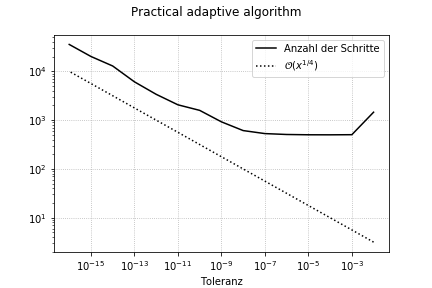 Practical adaptive algorithm
Anzahl der Schritte
𝒪(x^{1/4})
10^4
10^3
10^2
10^1
10^{-15} 10^{-13} 10^{-11} 10^{-9} 10^{-7} 10^{-5} 10^{-3}
Toleranz